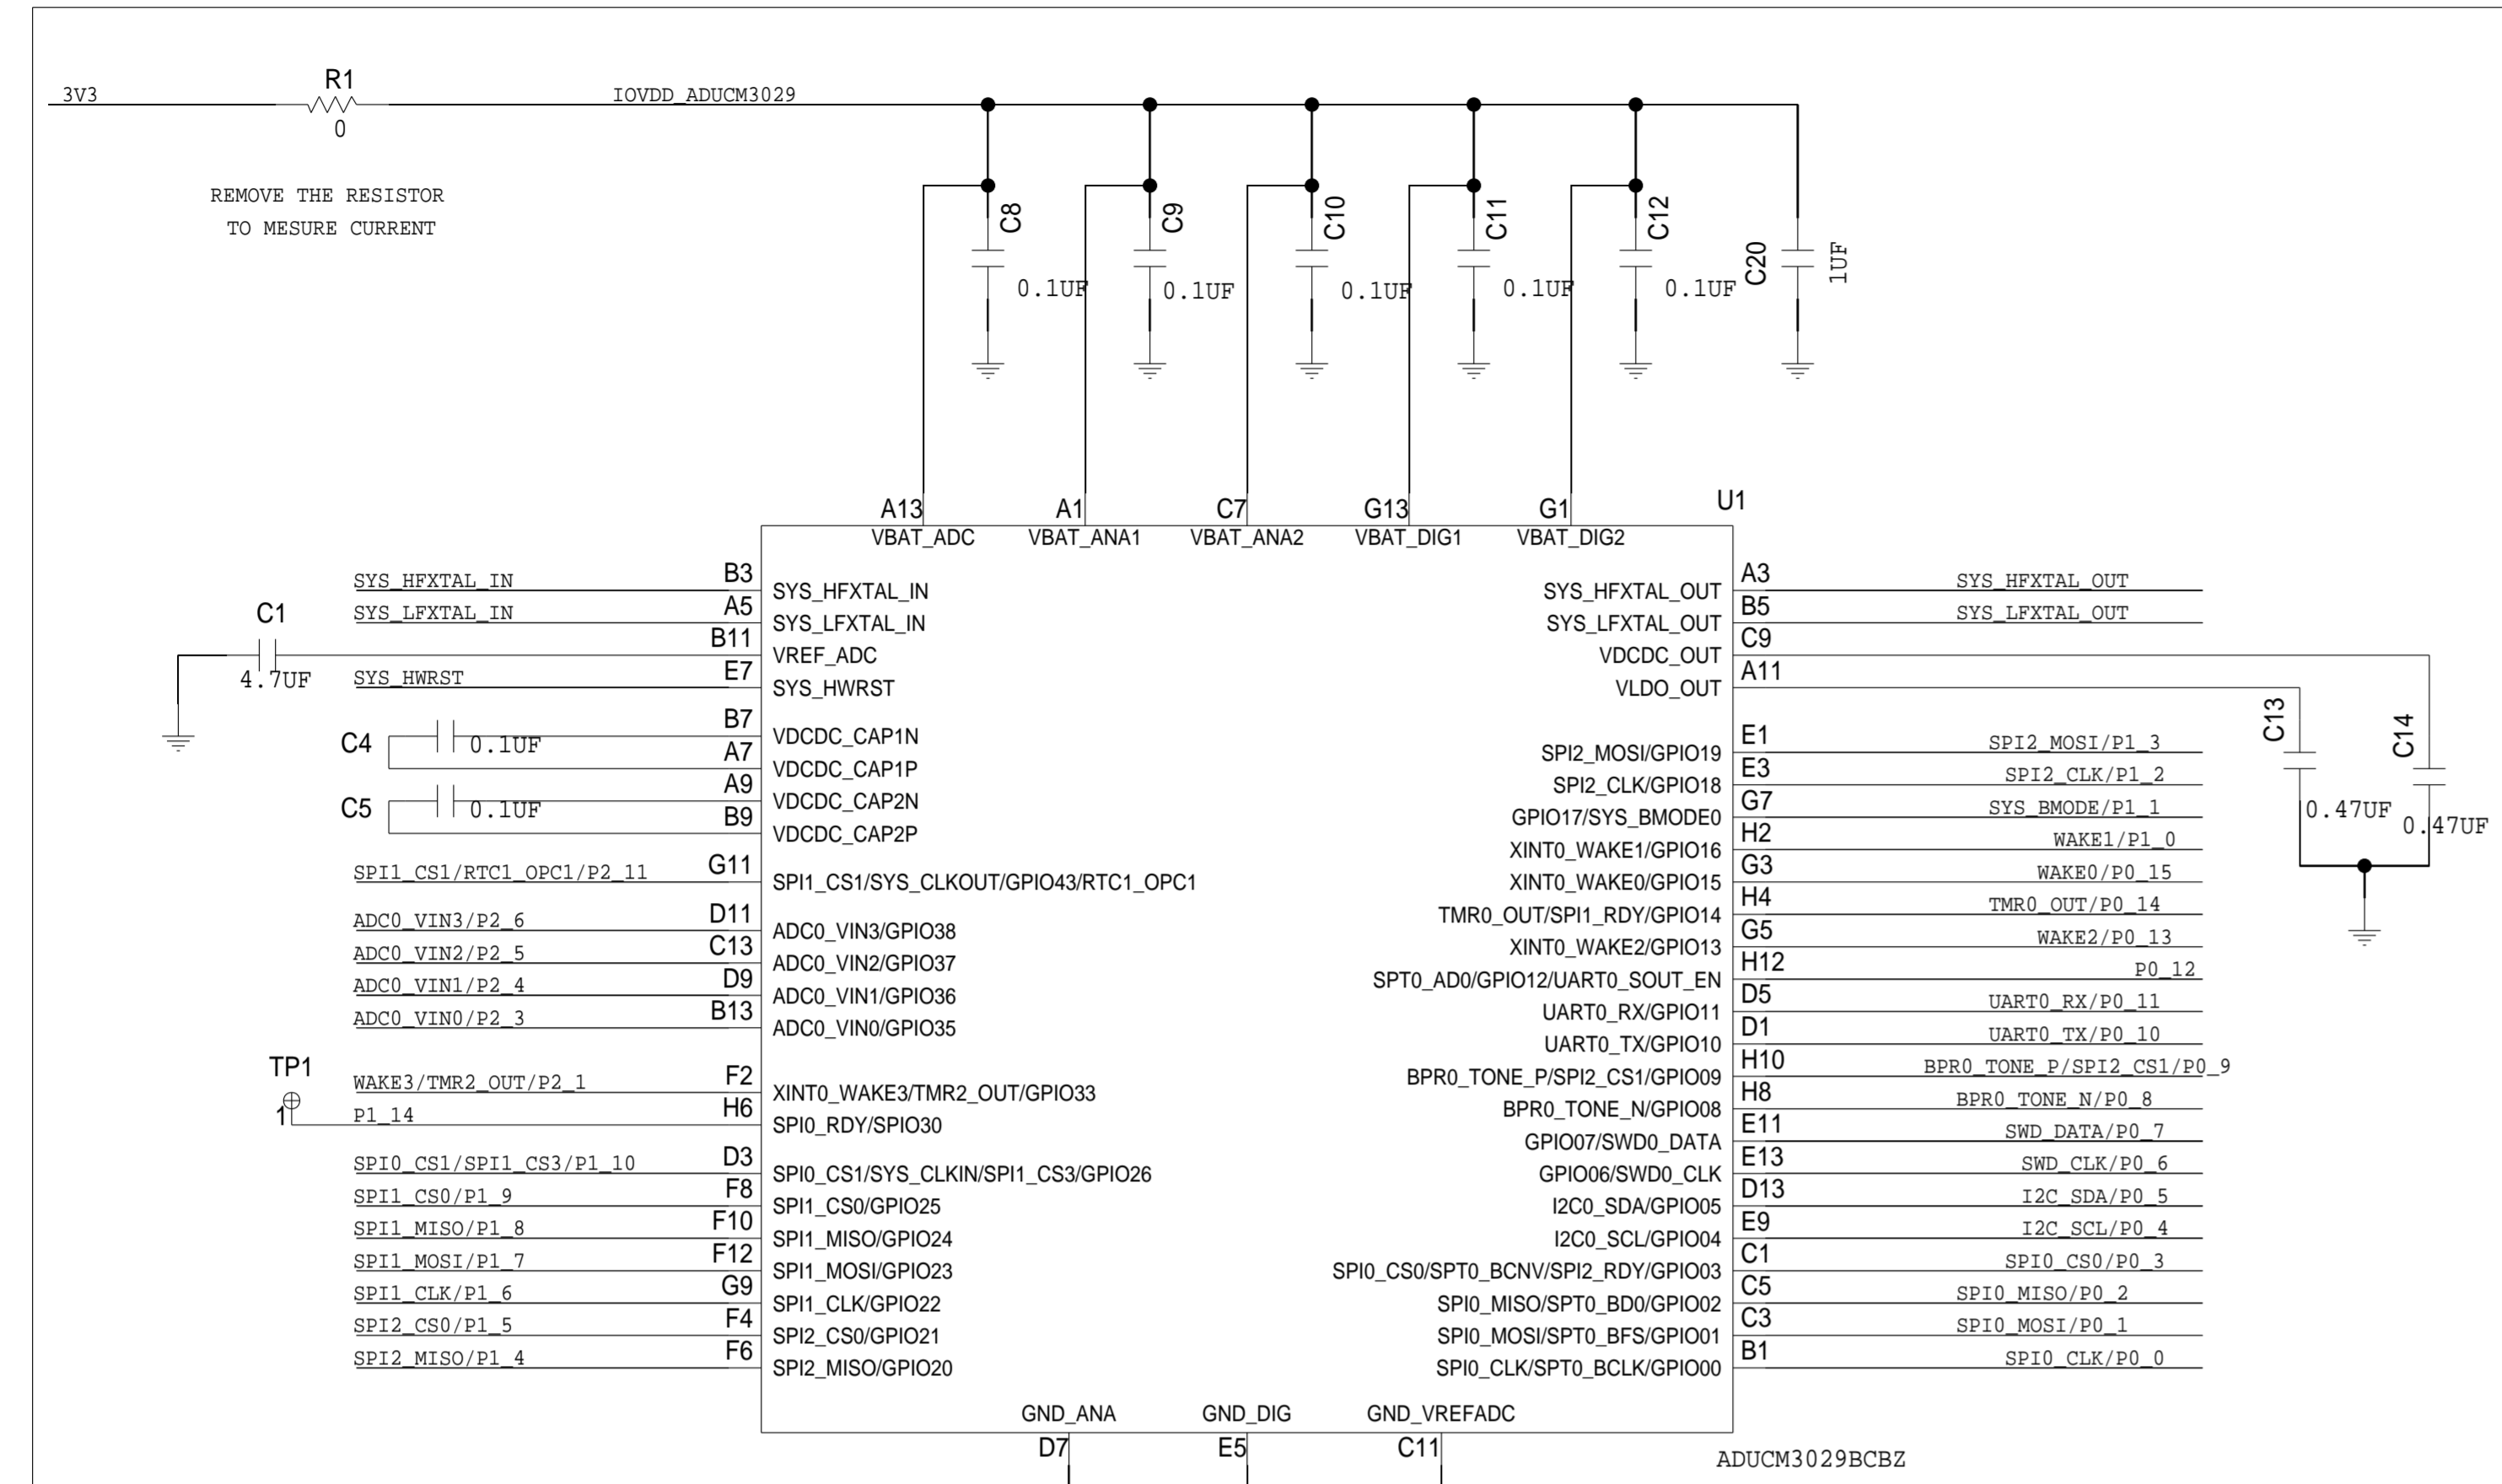 3V3
R1
0
IOVDD_ADUCM3029
REMOVE THE RESISTOR
TO MESURE CURRENT
C8
0.1UF
C9
0.1UF
C10
0.1UF
C11
0.1UF
C12
0.1UF
C20
1UF
A13
A1
C7
G13
G1
U1
VBAT_ADC
VBAT_ANA1
VBAT_ANA2
VBAT_DIG1
VBAT_DIG2
SYS_HFXTAL_IN
B3
SYS_HFXTAL_IN
SYS_LFXTAL_IN
A5
SYS_LFXTAL_IN
C1
4.7UF
B11
VREF_ADC
SYS_HWRST
E7
SYS_HWRST
C4
0.1UF
B7
VDCDC_CAP1N
A7
VDCDC_CAP1P
C5
0.1UF
A9
VDCDC_CAP2N
B9
VDCDC_CAP2P
SPI1_CS1/RTC1_OPC1/P2_11
G11
SPI1_CS1/SYS_CLKOUT/GPIO43/RTC1_OPC1
ADC0_VIN3/P2_6
D11
ADC0_VIN3/GPIO38
ADC0_VIN2/P2_5
C13
ADC0_VIN2/GPIO37
ADC0_VIN1/P2_4
D9
ADC0_VIN1/GPIO36
ADC0_VIN0/P2_3
B13
ADC0_VIN0/GPIO35
TP1
1
WAKE3/TMR2_OUT/P2_1
F2
XINT0_WAKE3/TMR2_OUT/GPIO33
P1_14
H6
SPI0_RDY/SPIO30
SPI0_CS1/SPI1_CS3/P1_10
D3
SPI0_CS1/SYS_CLKIN/SPI1_CS3/GPIO26
SPI1_CS0/P1_9
F8
SPI1_CS0/GPIO25
SPI1_MISO/P1_8
F10
SPI1_MISO/GPIO24
SPI1_MOSI/P1_7
F12
SPI1_MOSI/GPIO23
SPI1_CLK/P1_6
G9
SPI1_CLK/GPIO22
SPI2_CS0/P1_5
F4
SPI2_CS0/GPIO21
SPI2_MISO/P1_4
F6
SPI2_MISO/GPIO20
SYS_HFXTAL_OUT
A3
SYS_HFXTAL_OUT
SYS_LFXTAL_OUT
B5
SYS_LFXTAL_OUT
VDCDC_OUT
C9
VLDO_OUT
A11
C13
0.47UF
C14
0.47UF
SPI2_MOSI/GPIO19
E1
SPI2_MOSI/P1_3
SPI2_CLK/GPIO18
E3
SPI2_CLK/P1_2
GPIO17/SYS_BMODE0
G7
SYS_BMODE/P1_1
XINT0_WAKE1/GPIO16
H2
WAKE1/P1_0
XINT0_WAKE0/GPIO15
G3
WAKE0/P0_15
TMR0_OUT/SPI1_RDY/GPIO14
H4
TMR0_OUT/P0_14
XINT0_WAKE2/GPIO13
G5
WAKE2/P0_13
SPT0_AD0/GPIO12/UART0_SOUT_EN
H12
P0_12
UART0_RX/GPIO11
D5
UART0_RX/P0_11
UART0_TX/GPIO10
D1
UART0_TX/P0_10
BPR0_TONE_P/SPI2_CS1/GPIO09
H10
BPR0_TONE_P/SPI2_CS1/P0_9
BPR0_TONE_N/GPIO08
H8
BPR0_TONE_N/P0_8
GPIO07/SWD0_DATA
E11
SWD_DATA/P0_7
GPIO06/SWD0_CLK
E13
SWD_CLK/P0_6
I2C0_SDA/GPIO05
D13
I2C_SDA/P0_5
I2C0_SCL/GPIO04
E9
I2C_SCL/P0_4
SPI0_CS0/SPT0_BCNV/SPI2_RDY/GPIO03
C1
SPI0_CS0/P0_3
SPI0_MISO/SPT0_BD0/GPIO02
C5
SPI0_MISO/P0_2
SPI0_MOSI/SPT0_BFS/GPIO01
C3
SPI0_MOSI/P0_1
SPI0_CLK/SPT0_BCLK/GPIO00
B1
SPI0_CLK/P0_0
GND_ANA
GND_DIG
GND_VREFADC
D7
E5
C11
ADUCM3029BCBZ